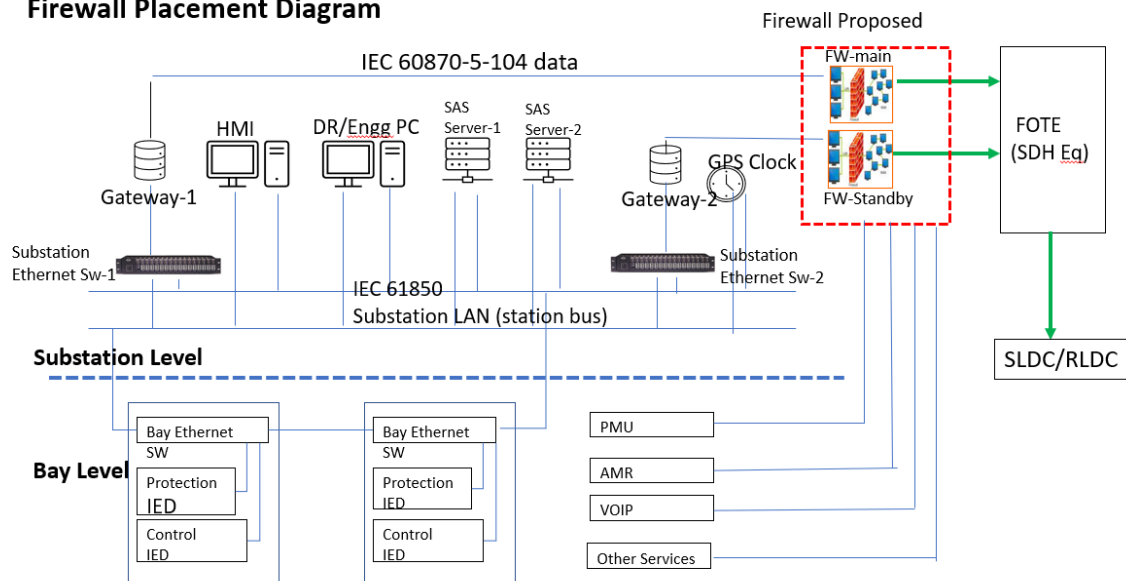 Firewall Placement Diagram
Firewall Proposed
IEC 60870-5-104 data
FW-main
FOTE
(SDH Eq)
HMI
DR/Engg PC
SAS
Server-1
SAS
Server-2
GPS Clock
Gateway-1
Gateway-2
FW-Standby
Substation
Ethernet Sw-1
Substation
Ethernet Sw-2
IEC 61850
Substation LAN (station bus)
Substation Level
SLDC/RLDC
Bay Ethernet
SW
Bay Ethernet
SW
PMU
Bay Level
Protection
IED
Protection
IED
AMR
VOIP
Control
IED
Control
IED
Other Services